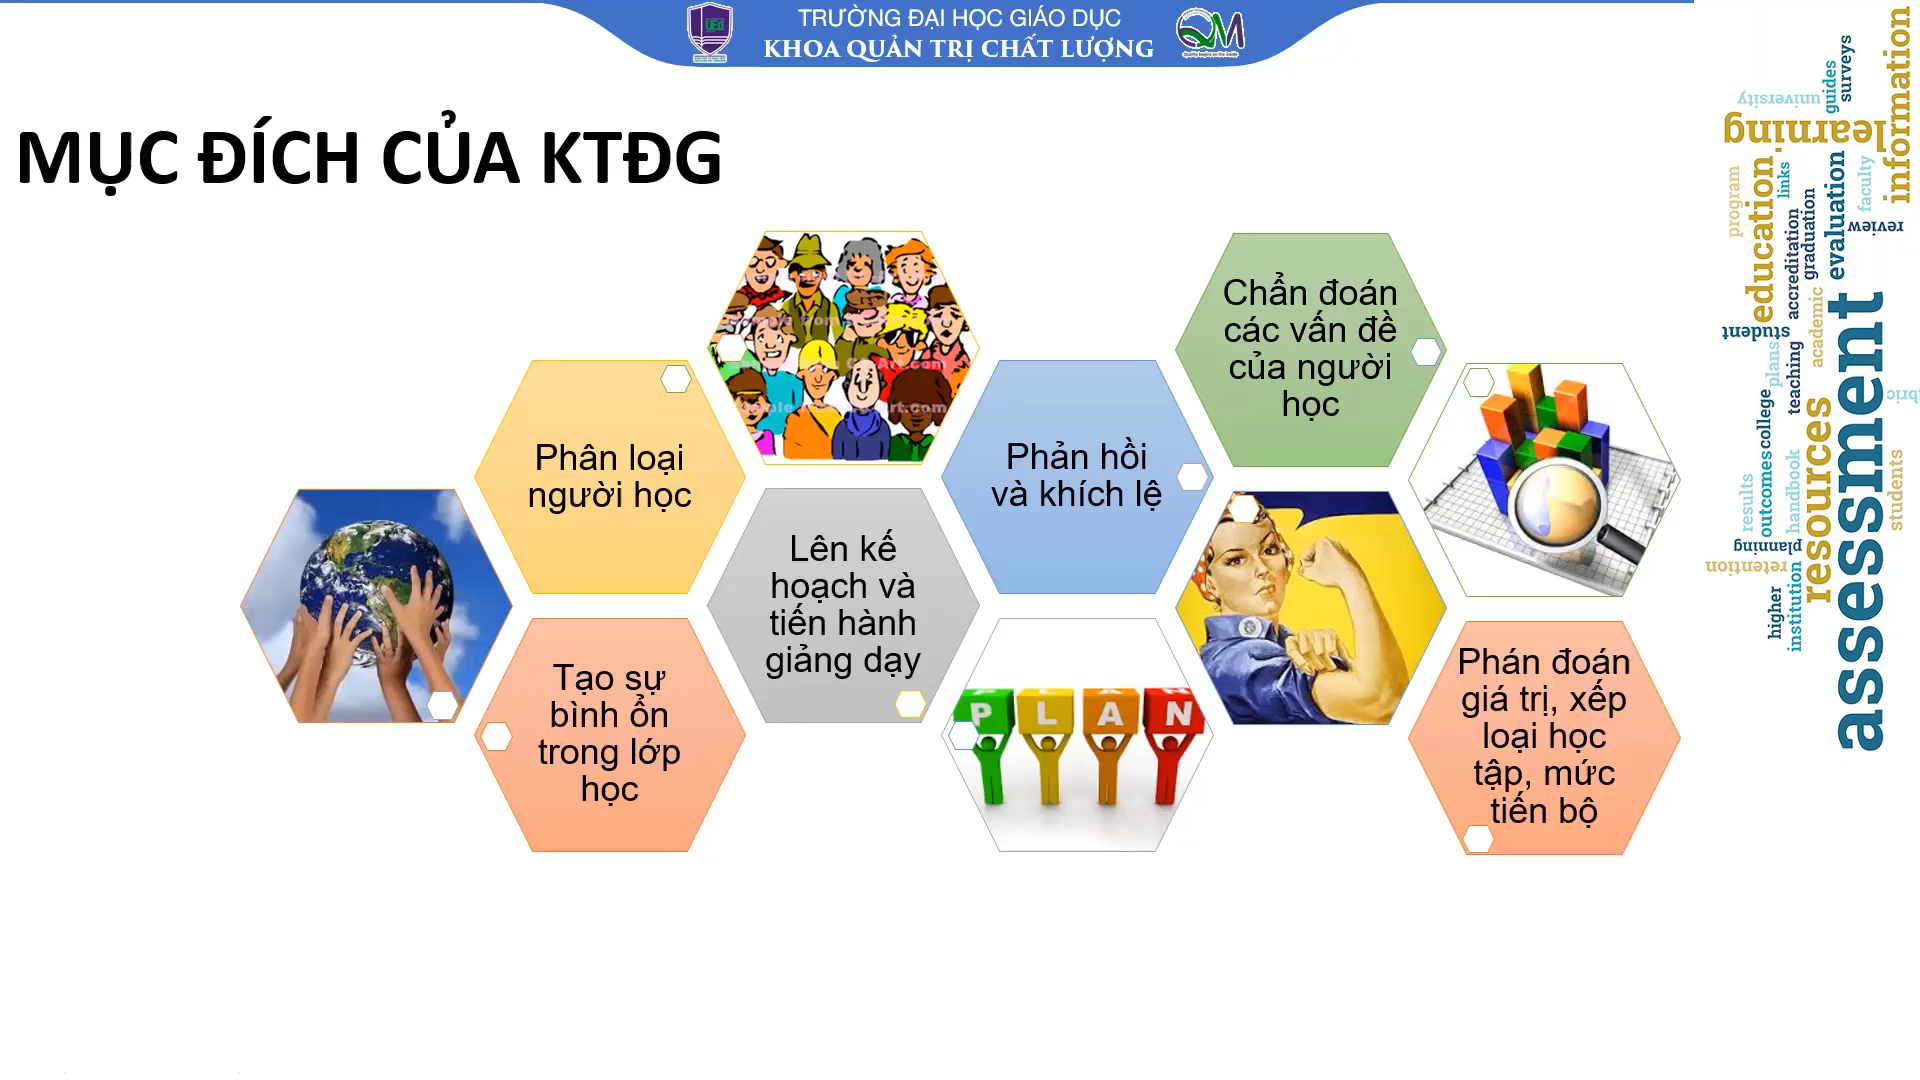 TRƯỜNG ĐẠI HỌC GIÁO DỤC
KHOA QUẢN TRỊ CHẤT LƯỢNG
UEd
QM
MỤC ĐÍCH CỦA KTĐG
Phân loại
người học
Tạo sự
bình ổn
trong lớp
học
Lên kế
hoạch và
tiến hành
giảng dạy
Phản hồi
và khích lệ
PLAN
Chẩn đoán
các vấn đề
của người
học
Phán đoán
giá trị, xếp
loại học
tập, mức
tiến bộ
university
guides
surveys
information
learning
program
education
links
accreditation
graduation
evaluation
faculty
review
student
plans
teaching
academic
assessment
results
outcomes
college
handbook
resources
students
planning
retention
higher
institution